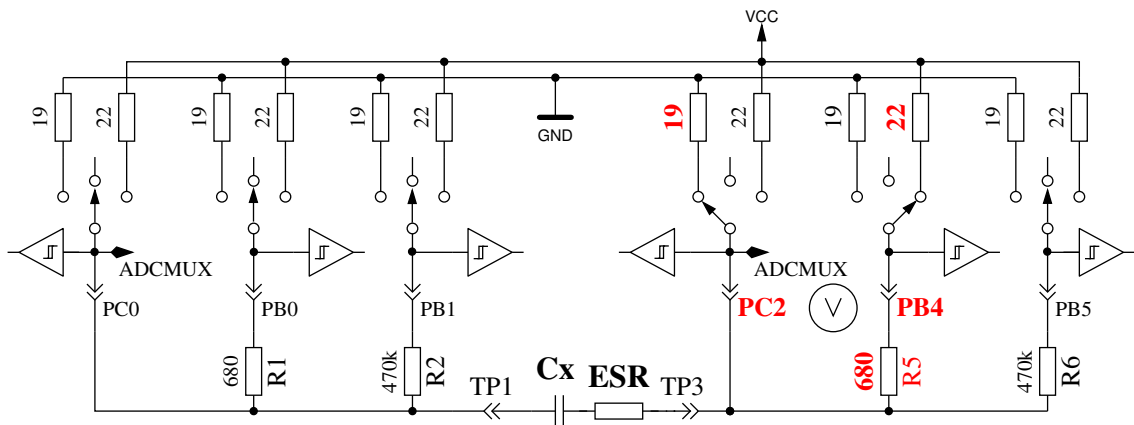 VCC
19
22
19
22
19
22
GND
19
22
19
22
19
22
ADCMUX
ADCMUX
PC0
PB0
PB1
PC2
V
PB4
PB5
680
R1
470k
R2
TP1
Cx
ESR
TP3
680
R5
470k
R6